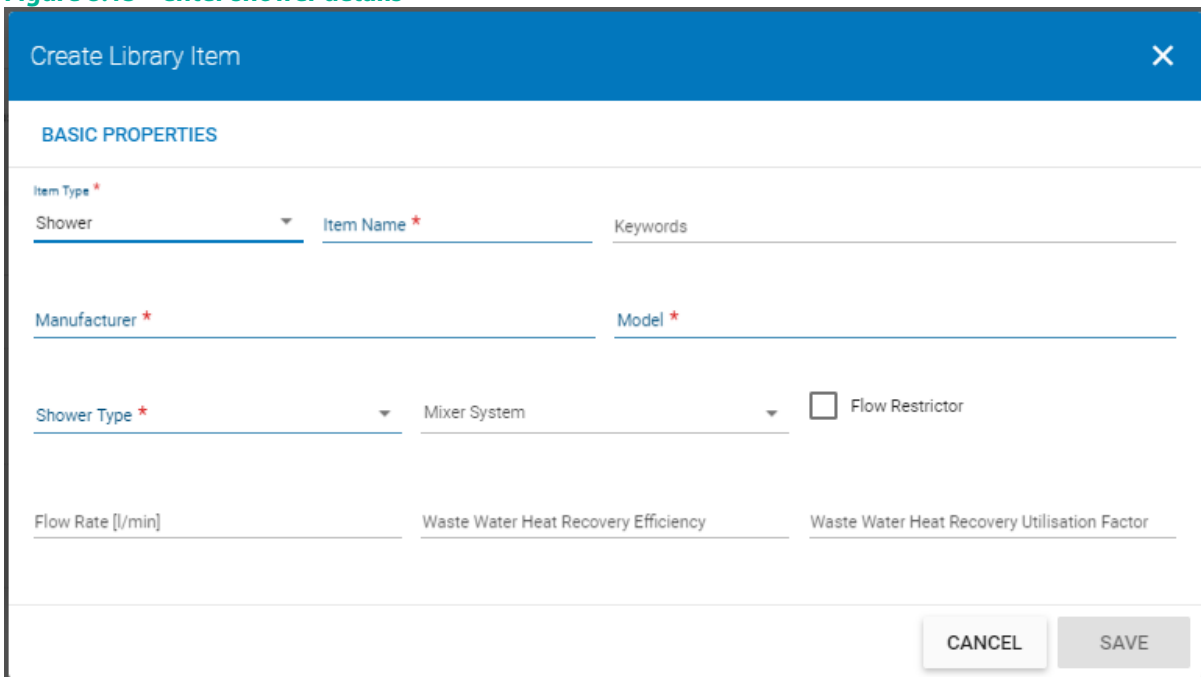 Create Library Item
BASIC PROPERTIES
Item Type *
Shower
Item Name *
Keywords
Manufacturer *
Model *
Shower Type *
Mixer System
Flow Restrictor
Flow Rate [l/min]
Waste Water Heat Recovery Efficiency
Waste Water Heat Recovery Utilisation Factor
CANCEL
SAVE